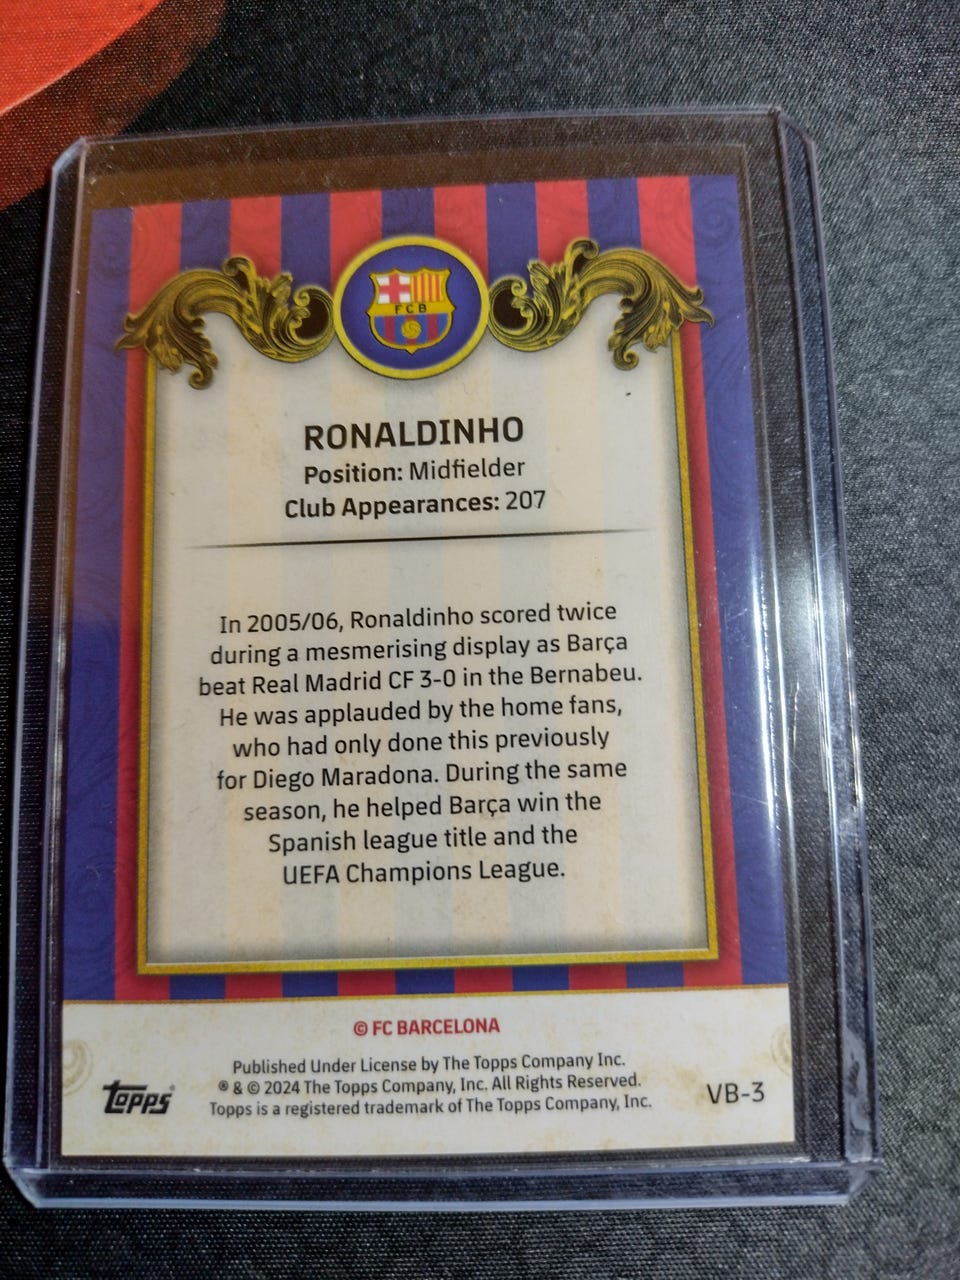 FCB
RONALDINHO
Position: Midfielder
Club Appearances: 207
In 2005/06, Ronaldinho scored twice
during a mesmerising display as Barça
beat Real Madrid CF 3-0 in the Bernabeu.
He was applauded by the home fans,
who had only done this previously
for Diego Maradona. During the same
season, he helped Barça win the
Spanish league title and the
UEFA Champions League.
© FC BARCELONA
Published Under License by The Topps Company Inc.
® & © 2024 The Topps Company, Inc. All Rights Reserved.
Topps is a registered trademark of The Topps Company, Inc.
Topps®
VB-3